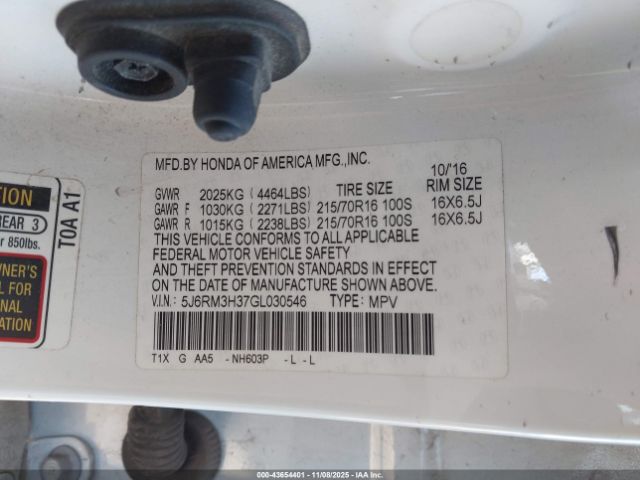 MFD.BY HONDA OF AMERICA MFG.,INC.
10/'16
GVWR 2025KG (4464LBS) TIRE SIZE RIM SIZE
GAWR F 1030KG (2271LBS) 215/70R16 100S 16X6.5J
GAWR R 1015KG (2238LBS) 215/70R16 100S 16X6.5J
THIS VEHICLE CONFORMS TO ALL APPLICABLE
FEDERAL MOTOR VEHICLE SAFETY
AND THEFT PREVENTION STANDARDS IN EFFECT
ON THE DATE OF MANUFACTURE SHOWN ABOVE.
V.I.N.: 5J6RM3H37GL030546 TYPE: MPV
T1X G AA5 - NH603P - L - L
TION
REAR 3
r 850lbs.
T0A A1
WNER'S
L FOR
NAL
ATION
IAA - 43654401 - 11/08/2025 - IAAI.COM